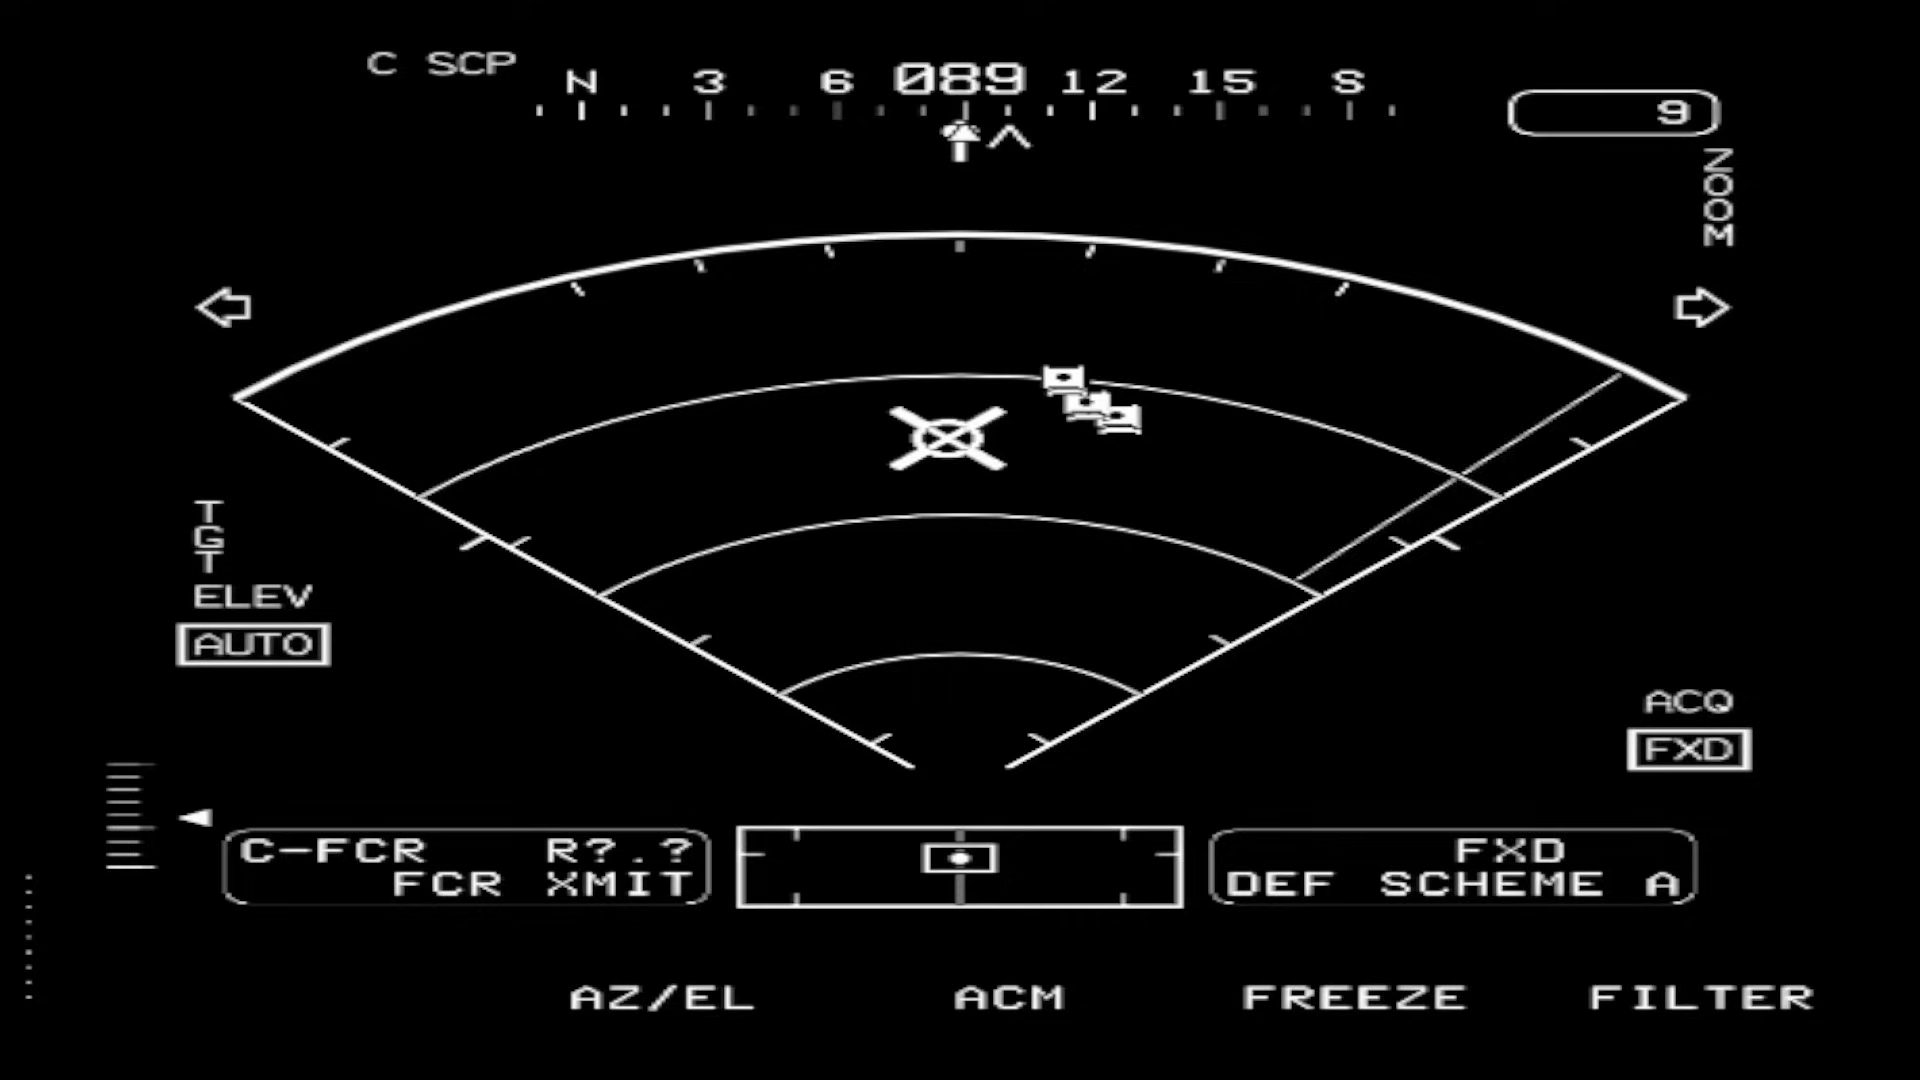 C SCP
N 3 6 089 12 15 S
9
ZOOM
TGT
ELEV
AUTO
ACQ
FXD
C-FCR R?.?
FCR XMIT
FXD
DEF SCHEME A
AZ/EL ACM FREEZE FILTER